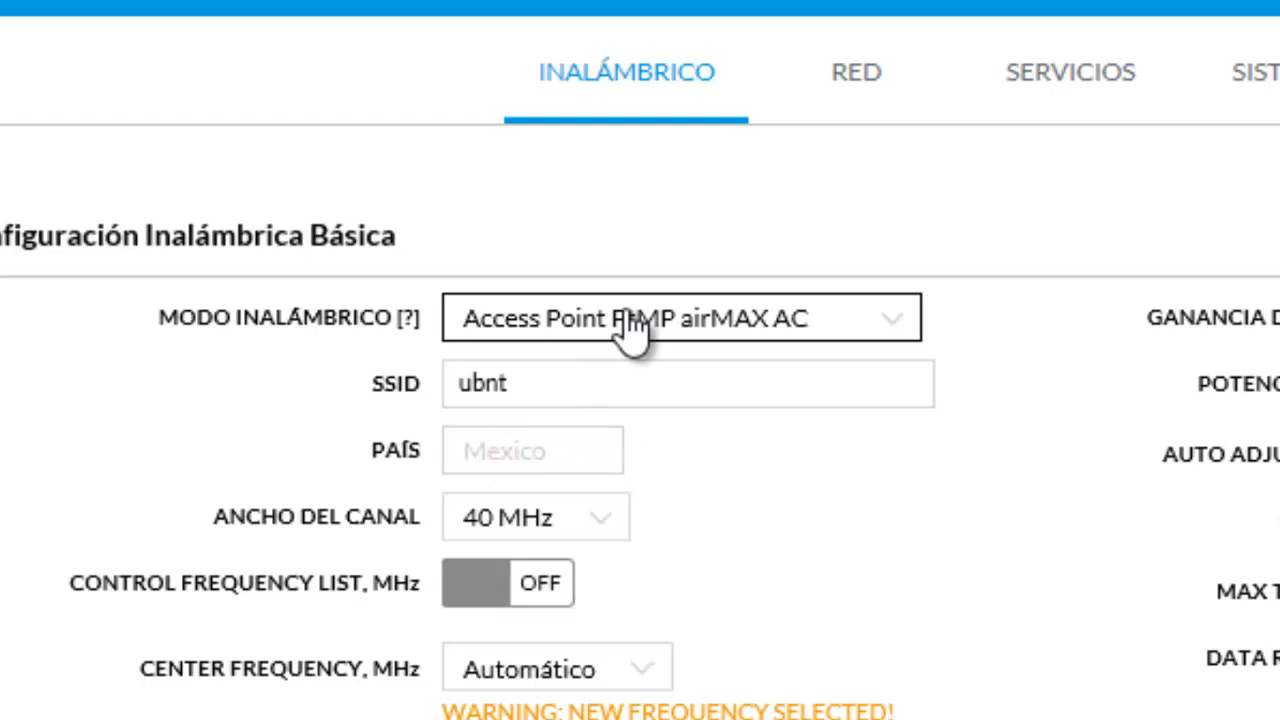 INALÁMBRICO RED SERVICIOS SIST
nfiguración Inalámbrica Básica
MODO INALÁMBRICO [?] Access Point PtMP airMAX AC GANANCIA D
SSID ubnt POTENC
PAÍS Mexico AUTO ADJU
ANCHO DEL CANAL 40 MHz
CONTROL FREQUENCY LIST, MHz OFF MAX T
CENTER FREQUENCY, MHz Automático DATA R
WARNING: NEW FREQUENCY SELECTED!